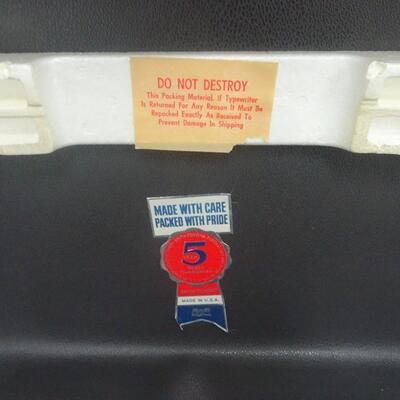 DO NOT DESTROY
This Packing Material. If Typewriter
Is Returned For Any Reason It Must Be
Repacked Exactly As Received To
Prevent Damage In Shipping
MADE WITH CARE
PACKED WITH PRIDE
5
YEAR
MADE IN U.S.A.